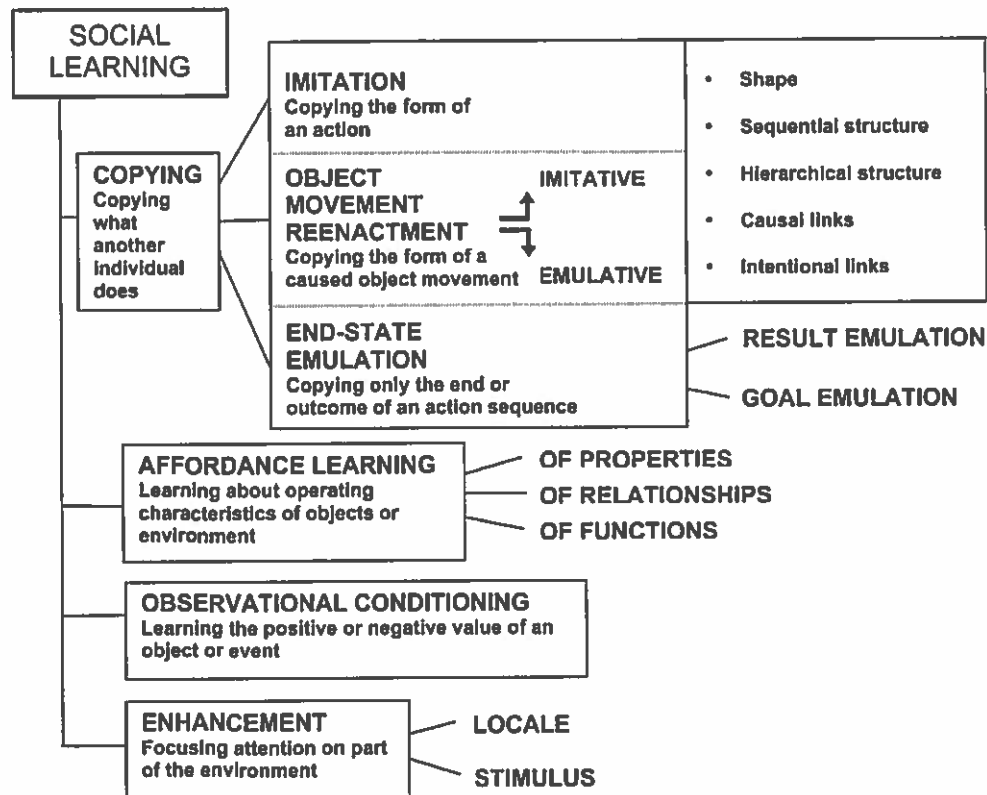 SOCIAL
LEARNING
COPYING
Copying
what
another
individual
does
IMITATION
Copying the form of
an action
OBJECT
MOVEMENT
REENACTMENT
Copying the form of a
caused object movement
IMITATIVE
EMULATIVE
• Shape
• Sequential structure
• Hierarchical structure
• Causal links
• Intentional links
END-STATE
EMULATION
Copying only the end or
outcome of an action sequence
RESULT EMULATION
GOAL EMULATION
AFFORDANCE LEARNING
Learning about operating
characteristics of objects or
environment
OF PROPERTIES
OF RELATIONSHIPS
OF FUNCTIONS
OBSERVATIONAL CONDITIONING
Learning the positive or negative value of an
object or event
ENHANCEMENT
Focusing attention on part
of the environment
LOCALE
STIMULUS